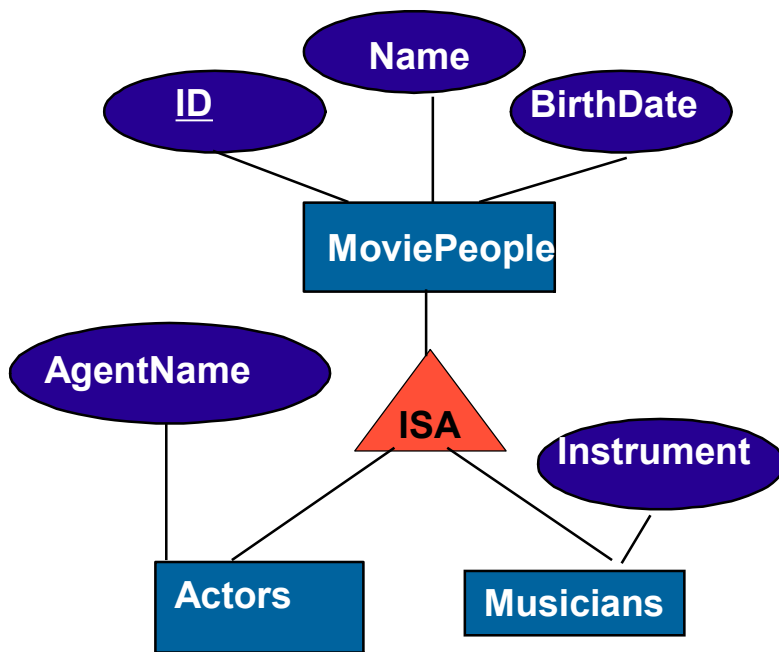 Name
ID
BirthDate
MoviePeople
AgentName
ISA
Instrument
Actors
Musicians